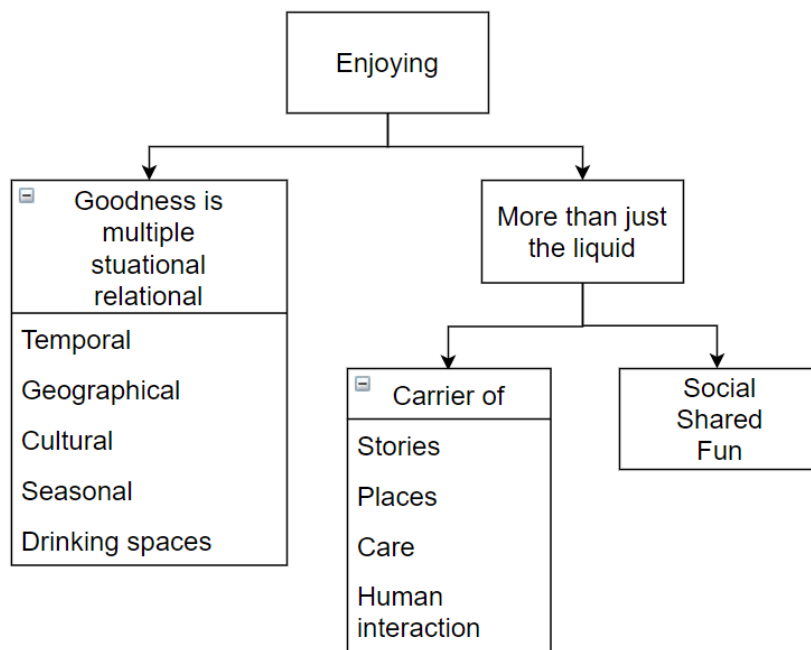 Enjoying
Goodness is
multiple
stuational
relational
Temporal
Geographical
Cultural
Seasonal
Drinking spaces
More than just
the liquid
Carrier of
Stories
Places
Care
Human
interaction
Social
Shared
Fun